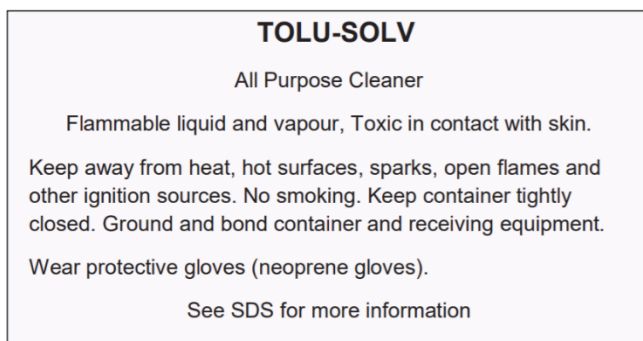 TOLU-SOLV
All Purpose Cleaner
Flammable liquid and vapour, Toxic in contact with skin.
Keep away from heat, hot surfaces, sparks, open flames and
other ignition sources. No smoking. Keep container tightly
closed. Ground and bond container and receiving equipment.
Wear protective gloves (neoprene gloves).
See SDS for more information